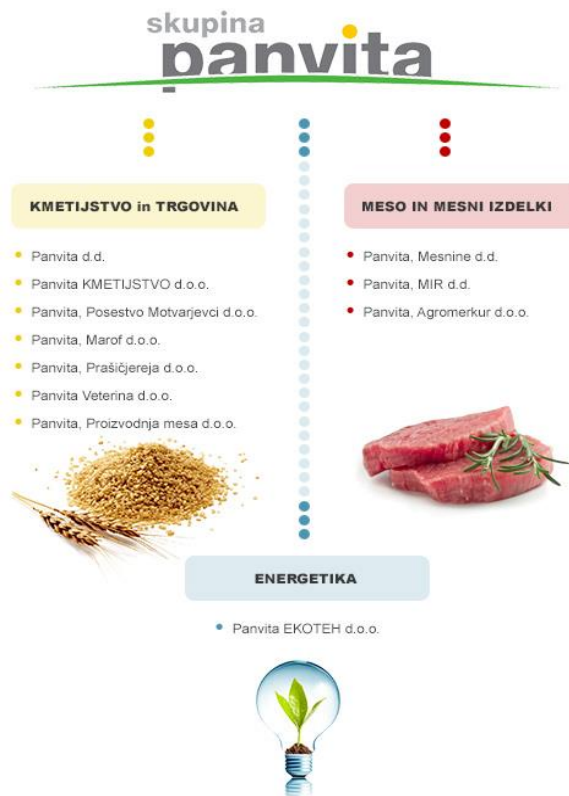 skupina
panvita
KMETIJSTVO in TRGOVINA
Panvita d.d.
Panvita KMETIJSTVO d.o.o.
Panvita, Posestvo Motvarjevci d.o.o.
Panvita, Marof d.o.o.
Panvita, Prašičjereja d.o.o.
Panvita Veterina d.o.o.
Panvita, Proizvodnja mesa d.o.o.
MESO IN MESNI IZDELKI
Panvita, Mesnine d.d.
Panvita, MIR d.d.
Panvita, Agromerkur d.o.o.
ENERGETIKA
Panvita EKOTEH d.o.o.